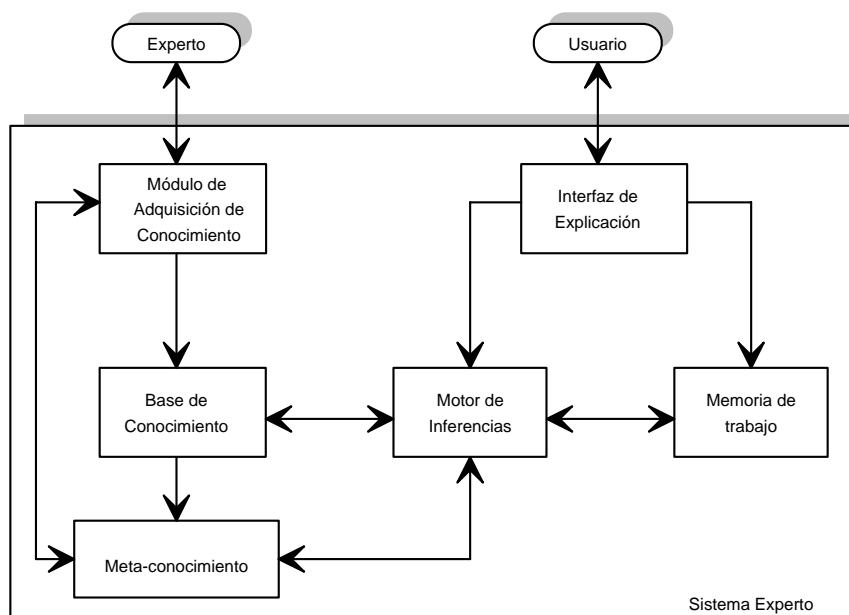 Experto
Usuario
Módulo de
Adquisición de
Conocimiento
Interfaz de
Explicación
Base de
Conocimiento
Motor de
Inferencias
Memoria de
trabajo
Meta-conocimiento
Sistema Experto